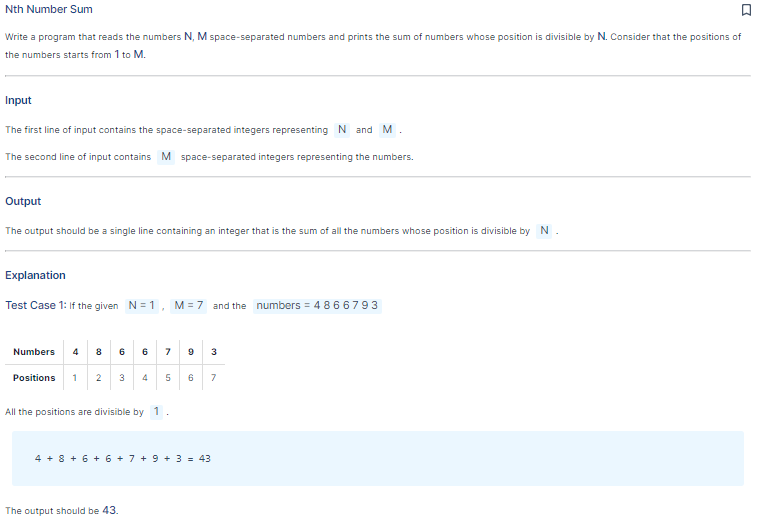 Nth Number Sum
Write a program that reads the numbers N, M space-separated numbers and prints the sum of numbers whose position is divisible by N. Consider that the positions of
the numbers starts from 1 to M.
Input
The first line of input contains the space-separated integers representing N and M .
The second line of input contains M space-separated integers representing the numbers.
Output
The output should be a single line containing an integer that is the sum of all the numbers whose position is divisible by N .
Explanation
Test Case 1: If the given N = 1 , M = 7 and the numbers = 4 8 6 6 7 9 3
Numbers 4 8 6 6 7 9 3
Positions 1 2 3 4 5 6 7
All the positions are divisible by 1 .
4 + 8 + 6 + 6 + 7 + 9 + 3 = 43
The output should be 43.